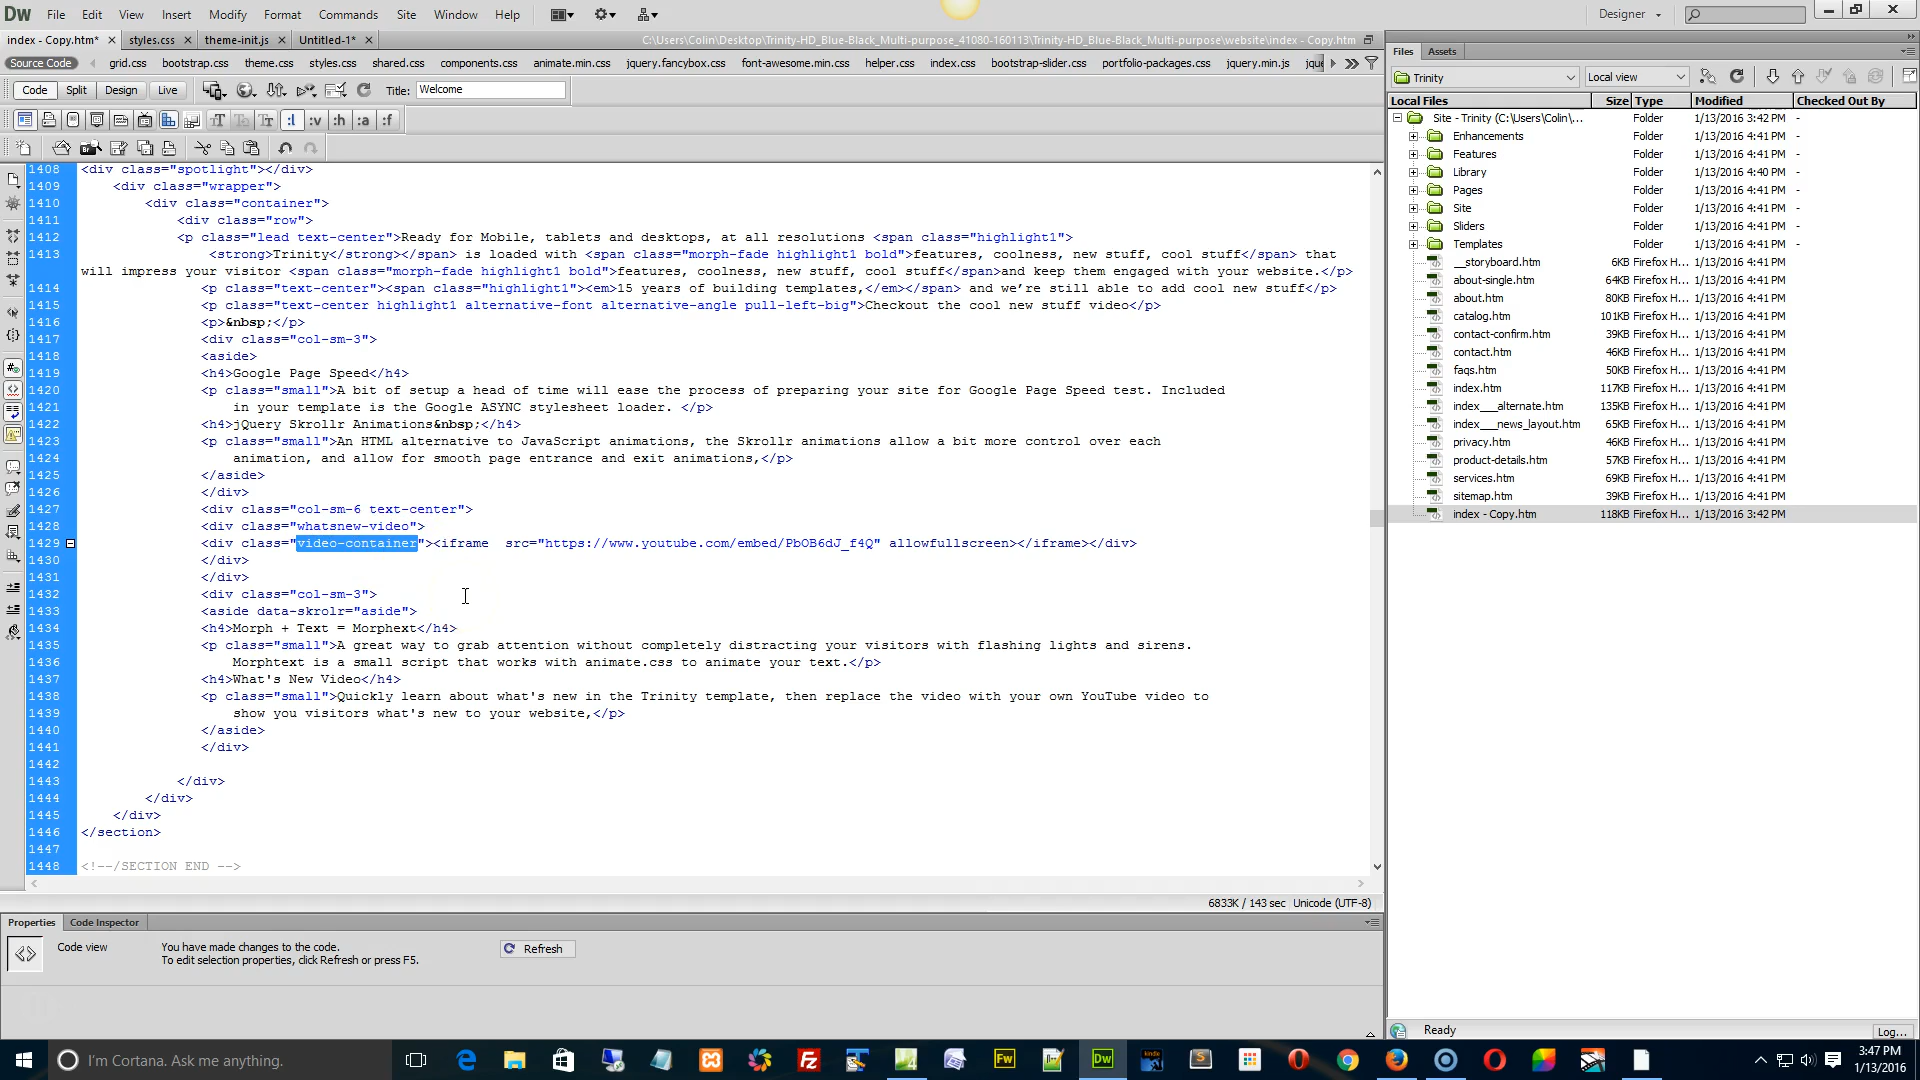 Dw File Edit View Insert Modify Format Commands Site Window Help Designer
index - Copy.htm* × styles.css × theme-init.js × Untitled-1* × C:\Users\Colin\Desktop\Trinity-HD_Blue-Black_Multi-purpose_41080-160113\Trinity-HD_Blue-Black_Multi-purpose\website\index - Copy.htm
Source Code grid.css bootstrap.css theme.css styles.css shared.css components.css animate.min.css jquery.fancybox.css font-awesome.min.css helper.css index.css bootstrap-slider.css portfolio-packages.css jquery.min.js jque
Code Split Design Live Title: Welcome
:l :v :h :a :f
1408 <div class="spotlight"></div>
1409 <div class="wrapper">
1410 <div class="container">
1411 <div class="row">
1412 <p class="lead text-center">Ready for Mobile, tablets and desktops, at all resolutions <span class="highlight1">
1413 <strong>Trinity</strong></span> is loaded with <span class="morph-fade highlight1 bold">features, coolness, new stuff, cool stuff</span> that
will impress your visitor <span class="morph-fade highlight1 bold">features, coolness, new stuff, cool stuff</span>and keep them engaged with your website.</p>
1414 <p class="text-center"><span class="highlight1"><em>15 years of building templates,</em></span> and we’re still able to add cool new stuff</p>
1415 <p class="text-center highlight1 alternative-font alternative-angle pull-left-big">Checkout the cool new stuff video</p>
1416 <p>&nbsp;</p>
1417 <div class="col-sm-3">
1418 <aside>
1419 <h4>Google Page Speed</h4>
1420 <p class="small">A bit of setup a head of time will ease the process of preparing your site for Google Page Speed test. Included
1421 in your template is the Google ASYNC stylesheet loader. </p>
1422 <h4>jQuery Skrollr Animations&nbsp;</h4>
1423 <p class="small">An HTML alternative to JavaScript animations, the Skrollr animations allow a bit more control over each
1424 animation, and allow for smooth page entrance and exit animations,</p>
1425 </aside>
1426 </div>
1427 <div class="col-sm-6 text-center">
1428 <div class="whatsnew-video">
1429 <div class="video-container"><iframe  src="https://www.youtube.com/embed/PbOB6dJ_f4Q" allowfullscreen></iframe></div>
1430 </div>
1431 </div>
1432 <div class="col-sm-3">
1433 <aside data-skrolr="aside">
1434 <h4>Morph + Text = Morphext</h4>
1435 <p class="small">A great way to grab attention without completely distracting your visitors with flashing lights and sirens.
1436 Morphtext is a small script that works with animate.css to animate your text.</p>
1437 <h4>What's New Video</h4>
1438 <p class="small">Quickly learn about what's new in the Trinity template, then replace the video with your own YouTube video to
1439 show you visitors what's new to your website,</p>
1440 </aside>
1441 </div>
1442
1443 </div>
1444 </div>
1445 </div>
1446 </section>
1447
1448 <!--/SECTION END -->
6833K / 143 sec Unicode (UTF-8)
Properties Code Inspector
Code view You have made changes to the code. Refresh
To edit selection properties, click Refresh or press F5.
Files Assets
Trinity Local view
Local Files Size Type Modified Checked Out By
Site - Trinity (C:\Users\Colin\... Folder 1/13/2016 3:42 PM -
Enhancements Folder 1/13/2016 4:41 PM -
Features Folder 1/13/2016 4:41 PM -
Library Folder 1/13/2016 4:40 PM -
Pages Folder 1/13/2016 4:41 PM -
Site Folder 1/13/2016 4:41 PM -
Sliders Folder 1/13/2016 4:41 PM -
Templates Folder 1/13/2016 4:41 PM -
__storyboard.htm 6KB Firefox H... 1/13/2016 4:41 PM
about-single.htm 64KB Firefox H... 1/13/2016 4:41 PM
about.htm 80KB Firefox H... 1/13/2016 4:41 PM
catalog.htm 101KB Firefox H... 1/13/2016 4:41 PM
contact-confirm.htm 39KB Firefox H... 1/13/2016 4:41 PM
contact.htm 46KB Firefox H... 1/13/2016 4:41 PM
faqs.htm 50KB Firefox H... 1/13/2016 4:41 PM
index.htm 117KB Firefox H... 1/13/2016 4:41 PM
index___alternate.htm 135KB Firefox H... 1/13/2016 4:41 PM
index___news_layout.htm 65KB Firefox H... 1/13/2016 4:41 PM
privacy.htm 46KB Firefox H... 1/13/2016 4:41 PM
product-details.htm 57KB Firefox H... 1/13/2016 4:41 PM
services.htm 69KB Firefox H... 1/13/2016 4:41 PM
sitemap.htm 39KB Firefox H... 1/13/2016 4:41 PM
index - Copy.htm 118KB Firefox H... 1/13/2016 3:42 PM
Ready Log...
I'm Cortana. Ask me anything. Fw Dw kindle 3:47 PM
1/13/2016